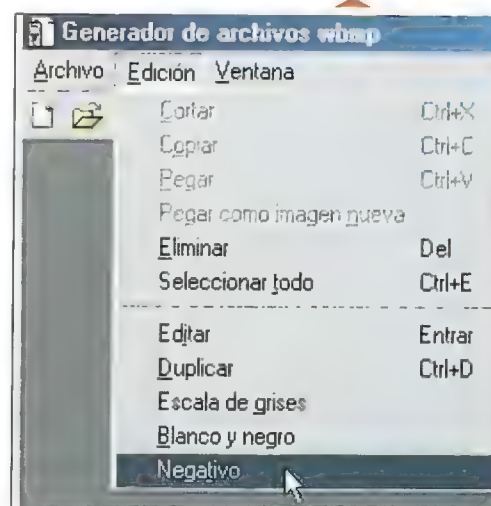 Generador de archivos wbmp
Archivo Edición Ventana
Cortar Ctrl+X
Copiar Ctrl+C
Pegar Ctrl+V
Pegar como imagen nueva
Eliminar Del
Seleccionar todo Ctrl+E
Editar Entrar
Duplicar Ctrl+D
Escala de grises
Blanco y negro
Negativo